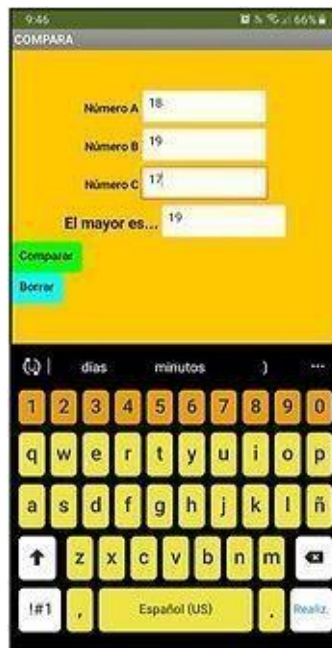 9:46 66%
COMPARA
Número A 18
Número B 19
Número C 17
El mayor es... 19
Comparar
Borrar
días minutos ) ...
1 2 3 4 5 6 7 8 9 0
q w e r t y u i o p
a s d f g h j k l ñ
z x c v b n m
!#1 , Español (US) . Realiz.